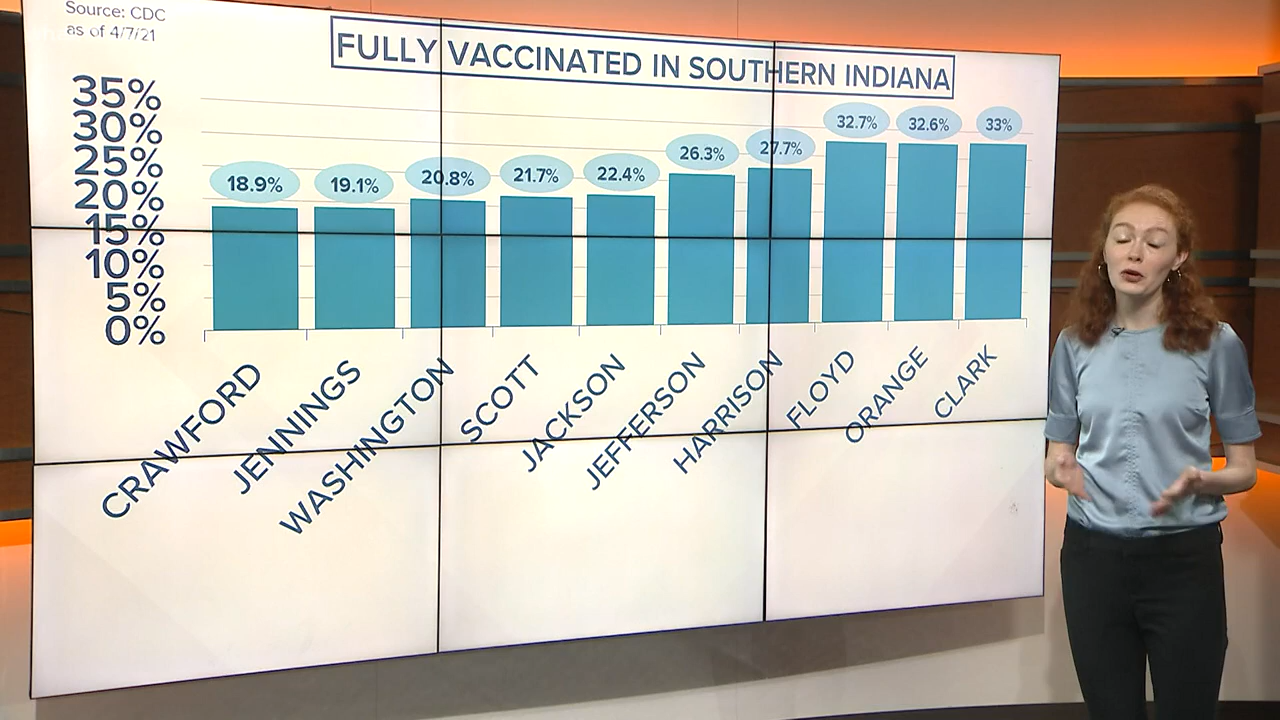 Source: CDC
as of 4/7/21
FULLY VACCINATED IN SOUTHERN INDIANA
35%
30%
25%
20%
15%
10%
5%
0%
18.9%
19.1%
20.8%
21.7%
22.4%
26.3%
27.7%
32.7%
32.6%
33%
CRAWFORD
JENNINGS
WASHINGTON
SCOTT
JACKSON
JEFFERSON
HARRISON
FLOYD
ORANGE
CLARK